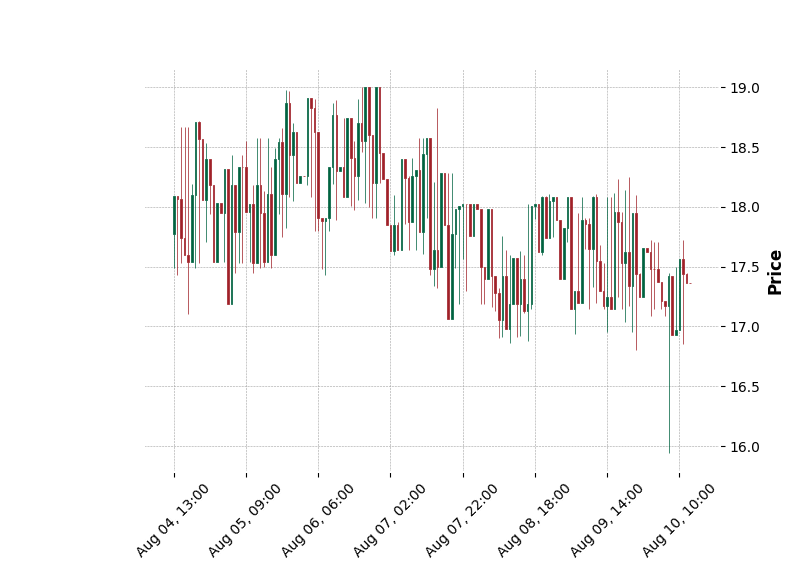 19.0
18.5
18.0
17.5
17.0
16.5
16.0
Price
Aug 04, 13:00
Aug 05, 09:00
Aug 06, 06:00
Aug 07, 02:00
Aug 07, 22:00
Aug 08, 18:00
Aug 09, 14:00
Aug 10, 10:00